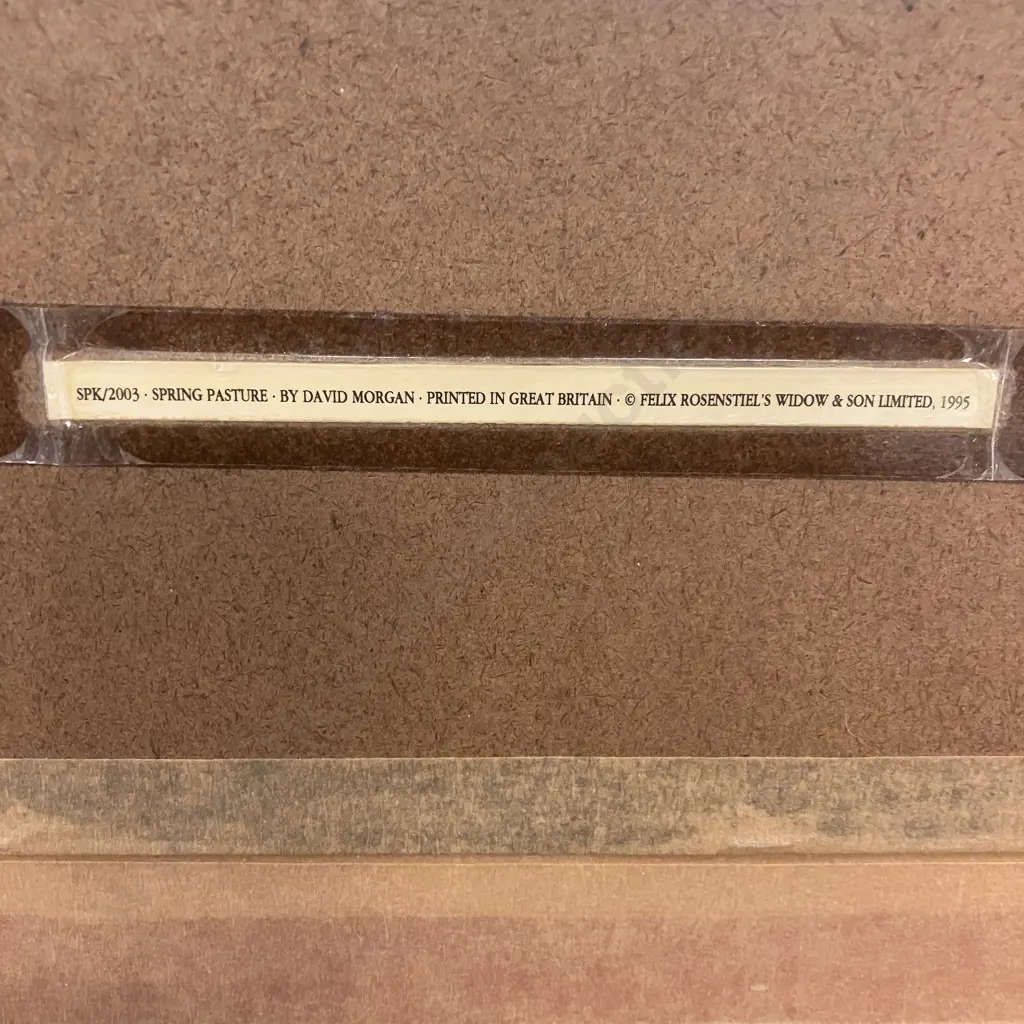 SPK/2003 · SPRING PASTURE · BY DAVID MORGAN · PRINTED IN GREAT BRITAIN · © FELIX ROSENSTIEL'S WIDOW & SON LIMITED, 1995